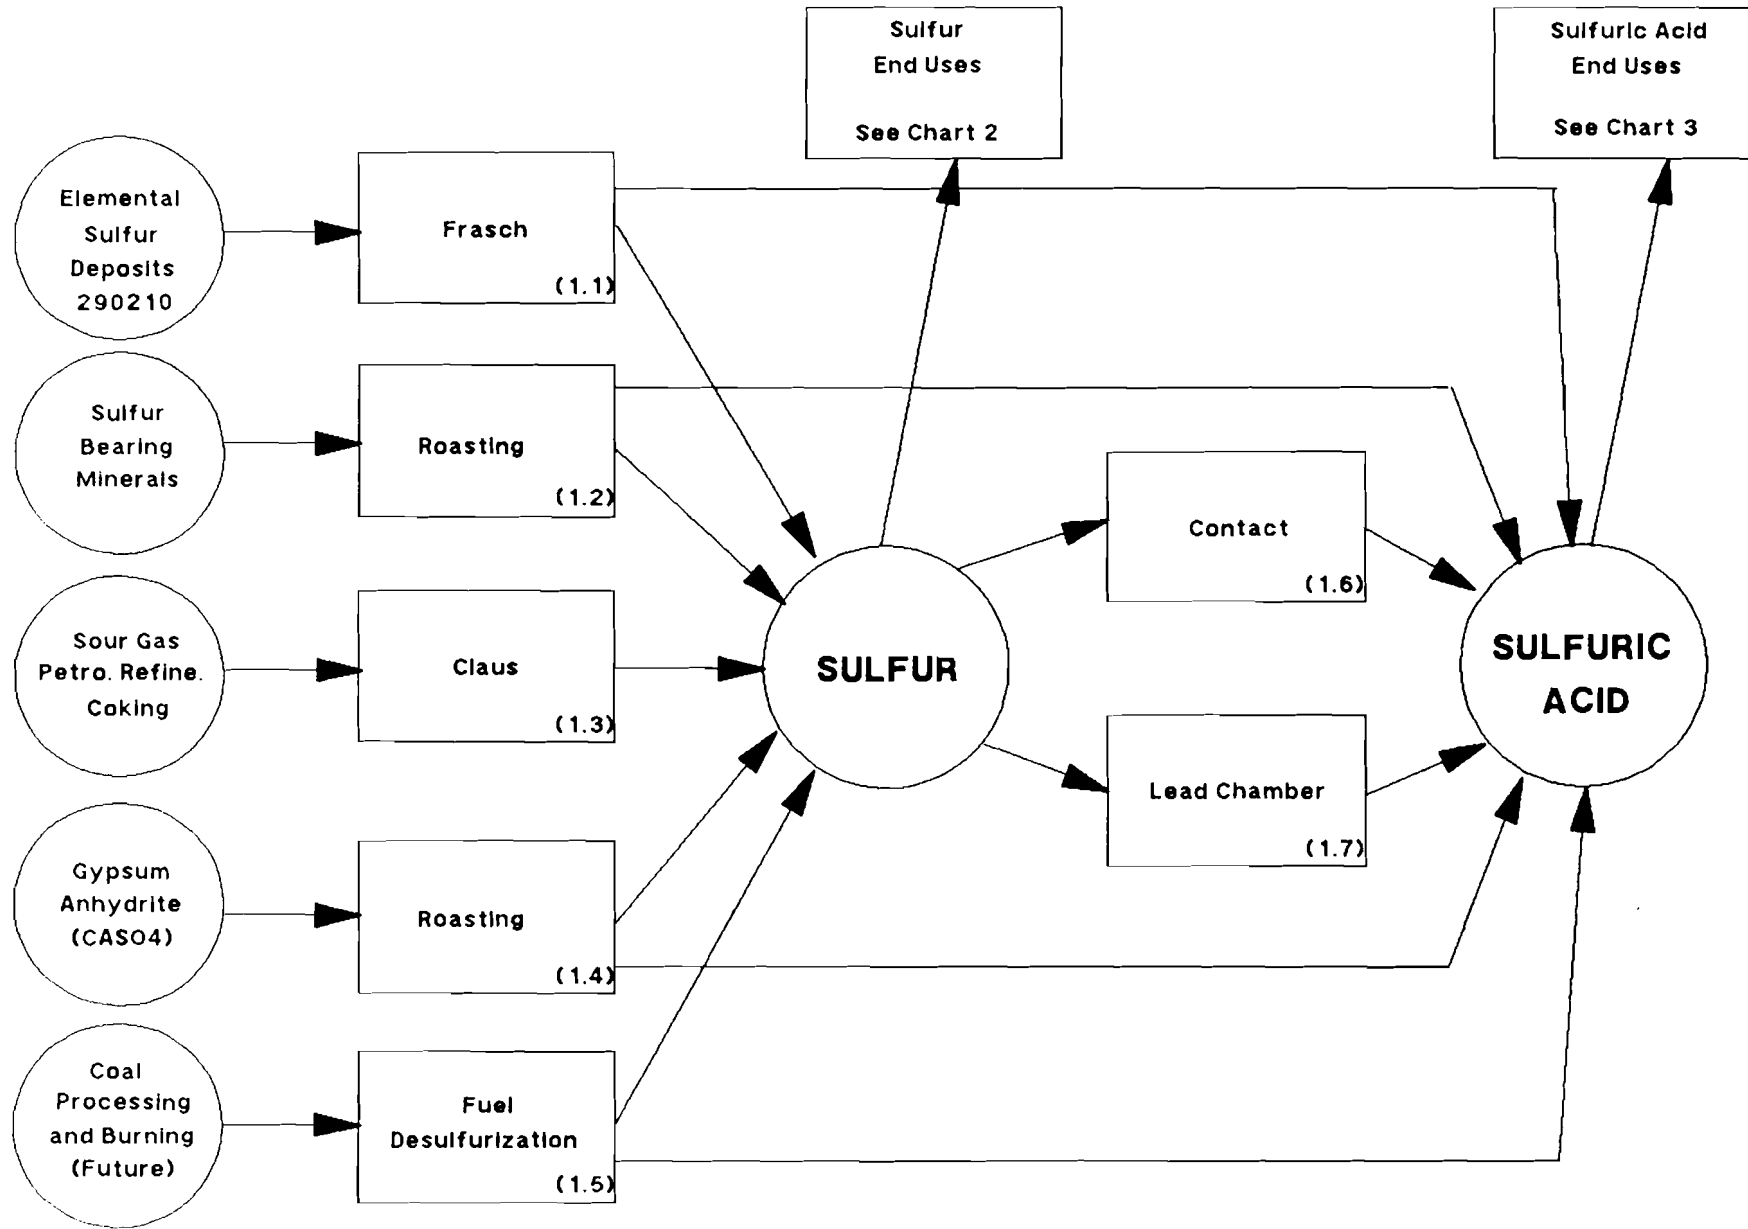 Sulfur
End Uses
See Chart 2
Sulfuric Acid
End Uses
See Chart 3
Elemental
Sulfur
Deposits
290210
Frasch
(1.1)
Sulfur
Bearing
Minerals
Roasting
(1.2)
Contact
(1.6)
Sour Gas
Petro. Refine.
Coking
Claus
(1.3)
SULFUR
SULFURIC
ACID
Lead Chamber
(1.7)
Gypsum
Anhydrite
(CASO4)
Roasting
(1.4)
Coal
Processing
and Burning
(Future)
Fuel
Desulfurization
(1.5)